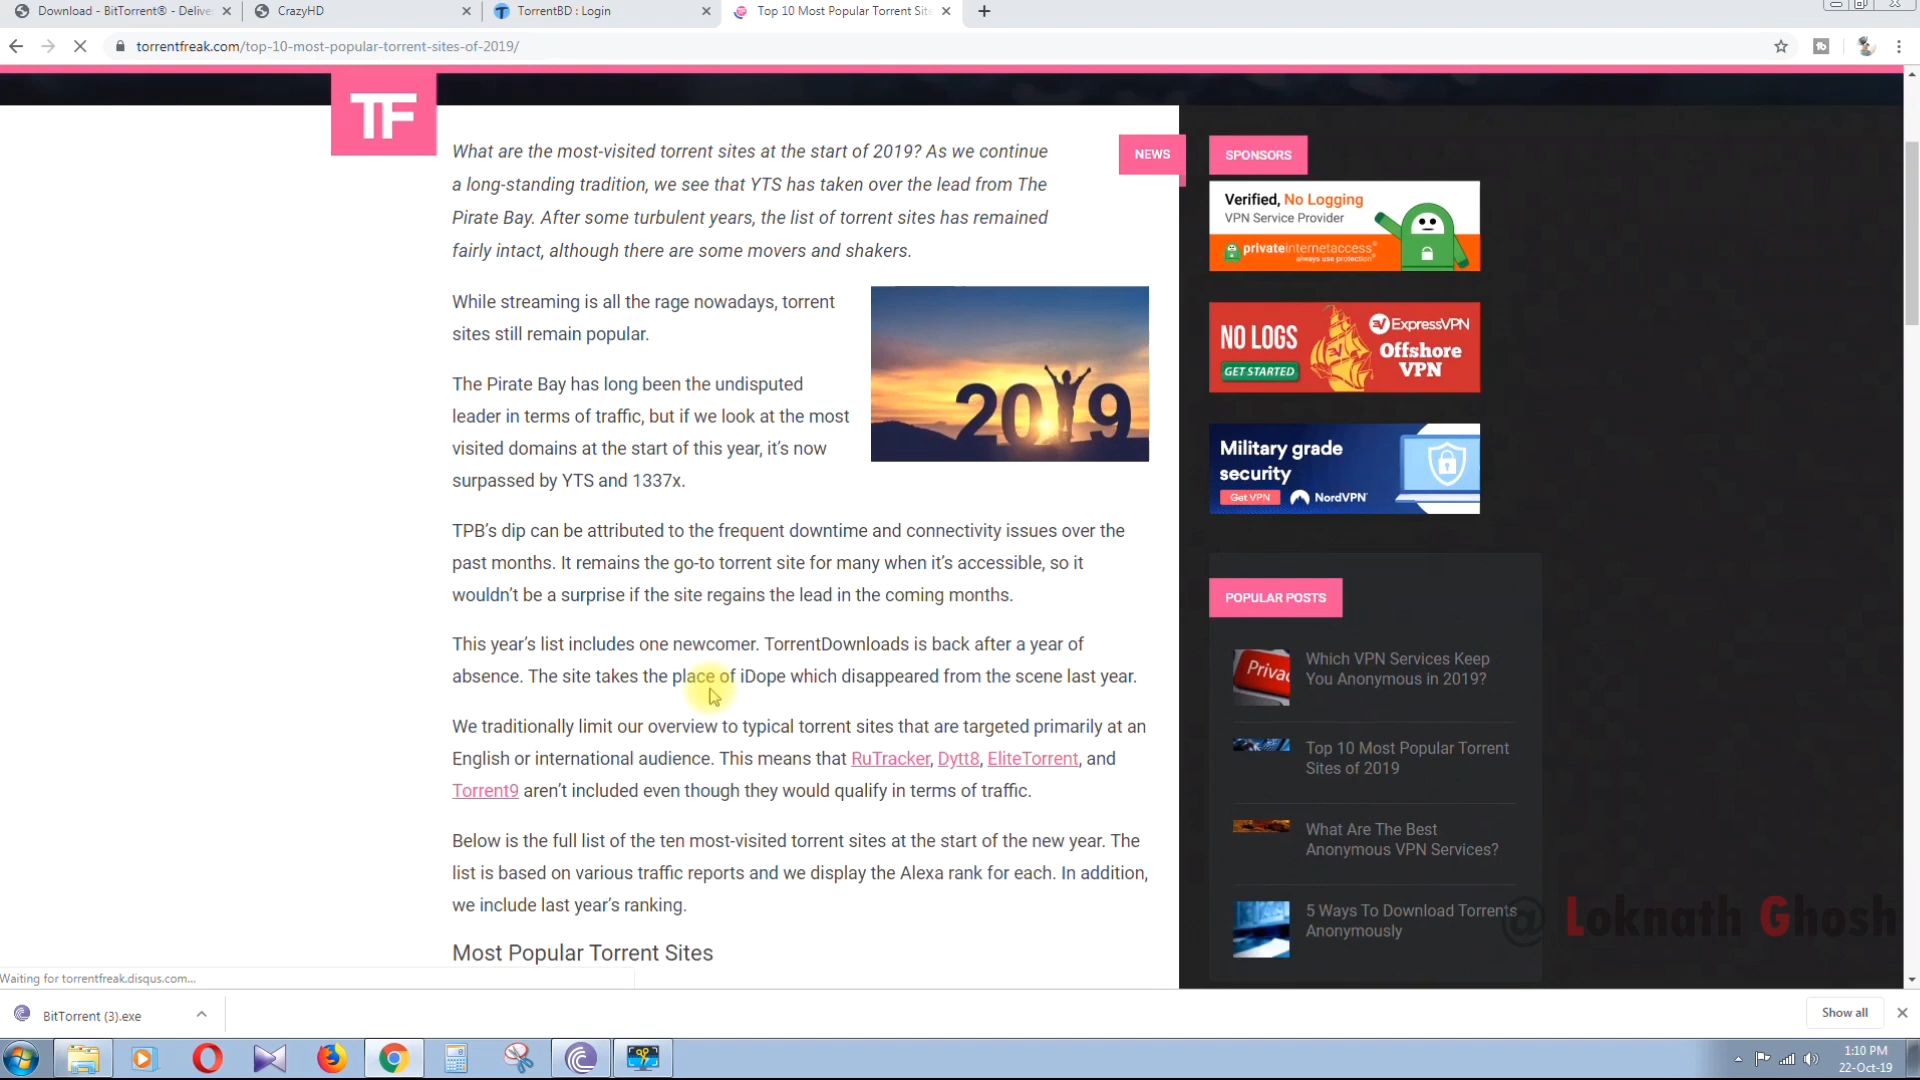 Download - BitTorrent® - Delive
CrazyHD
TorrentBD : Login
Top 10 Most Popular Torrent Sit
torrentfreak.com/top-10-most-popular-torrent-sites-of-2019/
TF
What are the most-visited torrent sites at the start of 2019? As we continue
a long-standing tradition, we see that YTS has taken over the lead from The
Pirate Bay. After some turbulent years, the list of torrent sites has remained
fairly intact, although there are some movers and shakers.
NEWS
While streaming is all the rage nowadays, torrent
sites still remain popular.
2019
The Pirate Bay has long been the undisputed
leader in terms of traffic, but if we look at the most
visited domains at the start of this year, it's now
surpassed by YTS and 1337x.
TPB's dip can be attributed to the frequent downtime and connectivity issues over the
past months. It remains the go-to torrent site for many when it's accessible, so it
wouldn't be a surprise if the site regains the lead in the coming months.
This year's list includes one newcomer. TorrentDownloads is back after a year of
absence. The site takes the place of iDope which disappeared from the scene last year.
We traditionally limit our overview to typical torrent sites that are targeted primarily at an
English or international audience. This means that RuTracker, Dytt8, EliteTorrent, and
Torrent9 aren't included even though they would qualify in terms of traffic.
Below is the full list of the ten most-visited torrent sites at the start of the new year. The
list is based on various traffic reports and we display the Alexa rank for each. In addition,
we include last year's ranking.
Most Popular Torrent Sites
SPONSORS
Verified, No Logging
VPN Service Provider
privateinternetaccess®
always use protection®
NO LOGS
GET STARTED
ExpressVPN
Offshore
VPN
Military grade
security
Get VPN
NordVPN®
POPULAR POSTS
Privac
Which VPN Services Keep
You Anonymous in 2019?
Top 10 Most Popular Torrent
Sites of 2019
What Are The Best
Anonymous VPN Services?
5 Ways To Download Torrents
Anonymously
@ Loknath Ghosh
Waiting for torrentfreak.disqus.com...
BitTorrent (3).exe
Show all
1:10 PM
22-Oct-19